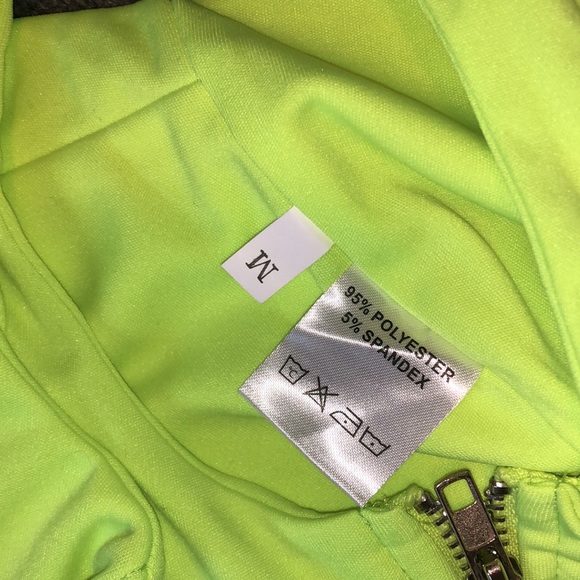 M
95% POLYESTER
5% SPANDEX